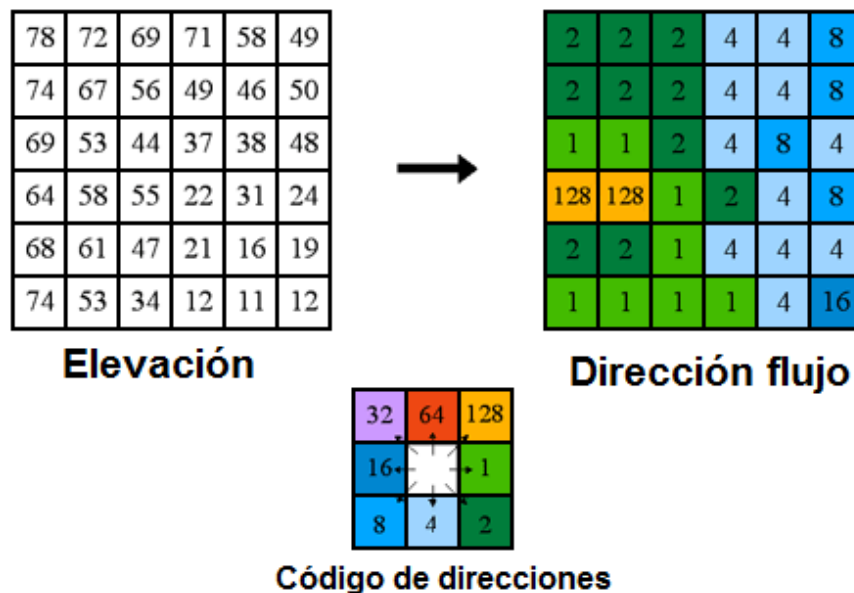 78 72 69 71 58 49
74 67 56 49 46 50
69 53 44 37 38 48
64 58 55 22 31 24
68 61 47 21 16 19
74 53 34 12 11 12
Elevación
2 2 2 4 4 8
2 2 2 4 4 8
1 1 2 4 8 4
128 128 1 2 4 8
2 2 1 4 4 4
1 1 1 1 4 16
Dirección flujo
32 64 128
16 1
8 4 2
Código de direcciones